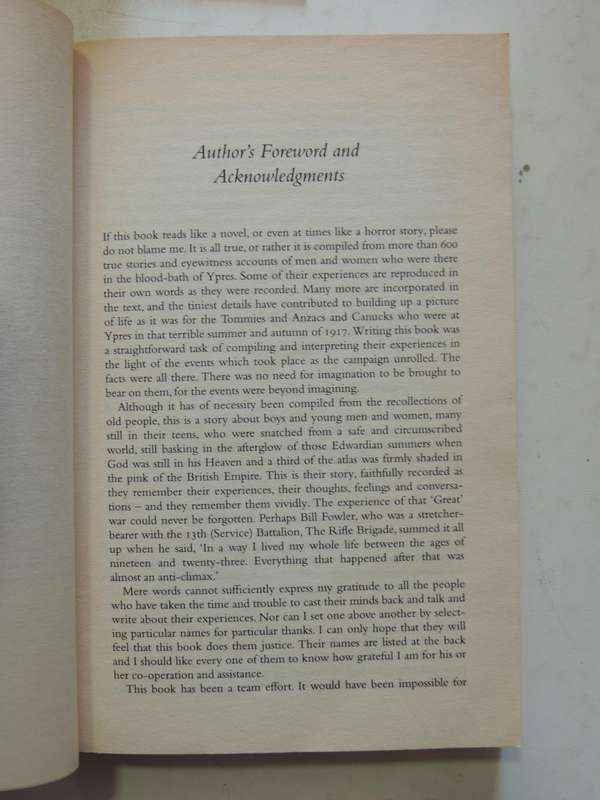 Author's Foreword and
Acknowledgments
If this book reads like a novel, or even at times like a horror story, please
do not blame me. It is all true, or rather it is compiled from more than 600
true stories and eyewitness accounts of men and women who were there
in the blood-bath of Ypres. Some of their experiences are reproduced in
their own words as they were recorded. Many more are incorporated in
the text, and the tiniest details have contributed to building up a picture
of life as it was for the Tommies and Anzacs and Canucks who were at
Ypres in that terrible summer and autumn of 1917. Writing this book was
a straightforward task of compiling and interpreting their experiences in
the light of the events which took place as the campaign unrolled. The
facts were all there. There was no need for imagination to be brought to
bear on them, for the events were beyond imagining.
Although it has of necessity been compiled from the recollections of
old people, this is a story about boys and young men and women, many
still in their teens, who were snatched from a safe and circumscribed
world, still basking in the afterglow of those Edwardian summers when
God was still in his Heaven and a third of the atlas was firmly shaded in
the pink of the British Empire. This is their story, faithfully recorded as
they remember their experiences, their thoughts, feelings and conversa-
tions – and they remember them vividly. The experience of that 'Great'
war could never be forgotten. Perhaps Bill Fowler, who was a stretcher-
bearer with the 13th (Service) Battalion, The Rifle Brigade, summed it all
up when he said, 'In a way I lived my whole life between the ages of
nineteen and twenty-three. Everything that happened after that was
almost an anti-climax.'
Mere words cannot sufficiently express my gratitude to all the people
who have taken the time and trouble to cast their minds back and talk and
write about their experiences. Nor can I set one above another by select-
ing particular names for particular thanks. I can only hope that they will
feel that this book does them justice. Their names are listed at the back
and I should like every one of them to know how grateful I am for his or
her co-operation and assistance.
This book has been a team effort. It would have been impossible for